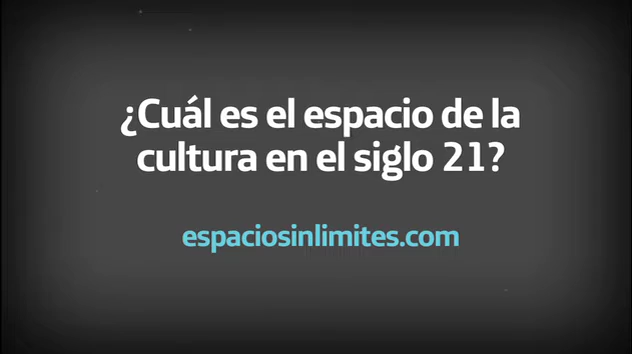 ¿Cuál es el espacio de la
cultura en el siglo 21?
espaciosinlimites.com